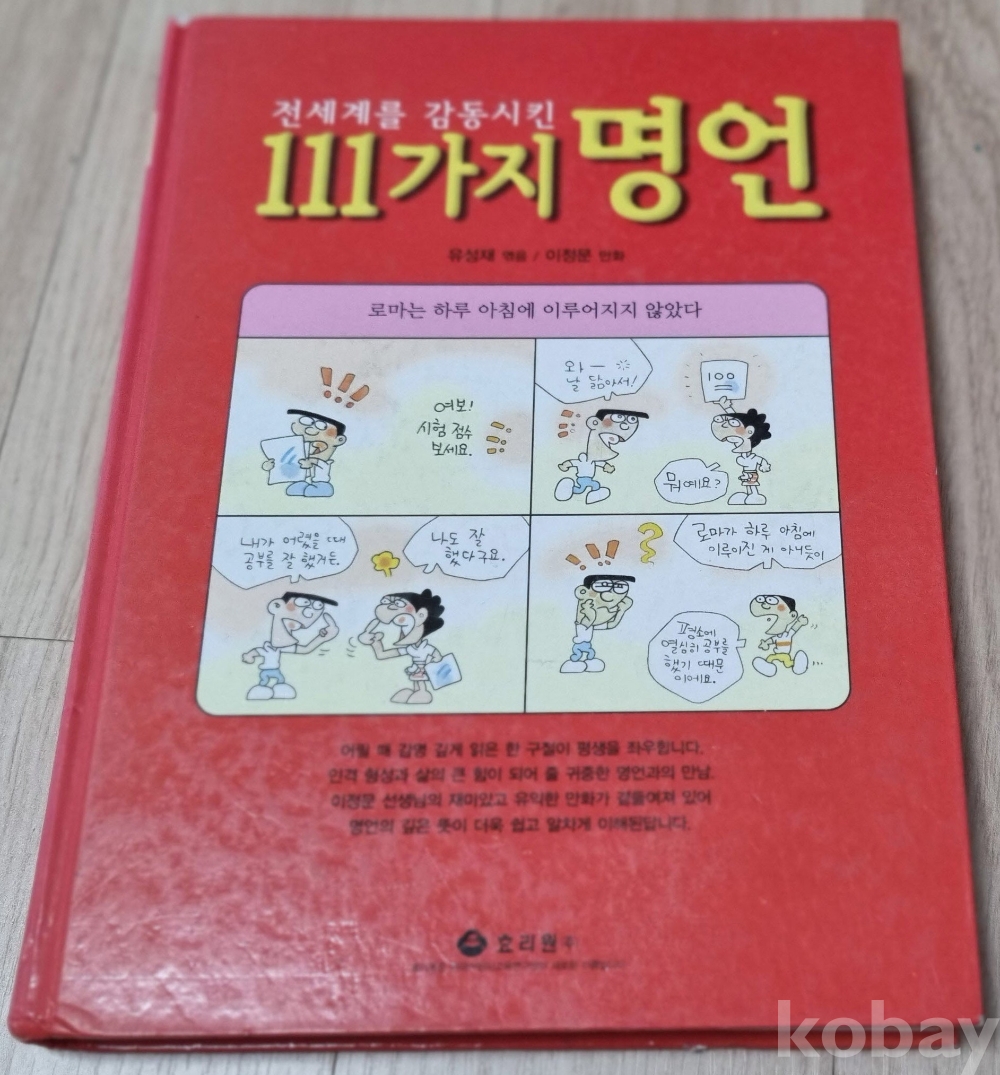 전세계를 감동시킨
111가지 명언
유성재 엮음 / 이정문 만화
로마는 하루 아침에 이루어지지 않았다
여보!
시험 점수
보세요.
와 —
날 닮아서!
100
뭐예요?
내가 어렸을 때
공부를 잘 했거든.
나도 잘
했다구요.
로마가 하루 아침에
이루어진 게 아니듯이
평소에
열심히 공부를
했기 때문
이에요.
어릴 때 감명 깊게 읽은 한 구절이 평생을 좌우합니다.
인격 형성과 삶의 큰 힘이 되어 줄 귀중한 명언과의 만남.
이정문 선생님의 재미있고 유익한 만화가 곁들여져 있어
명언의 깊은 뜻이 더욱 쉽고 알차게 이해된답니다.
효리원
kobay